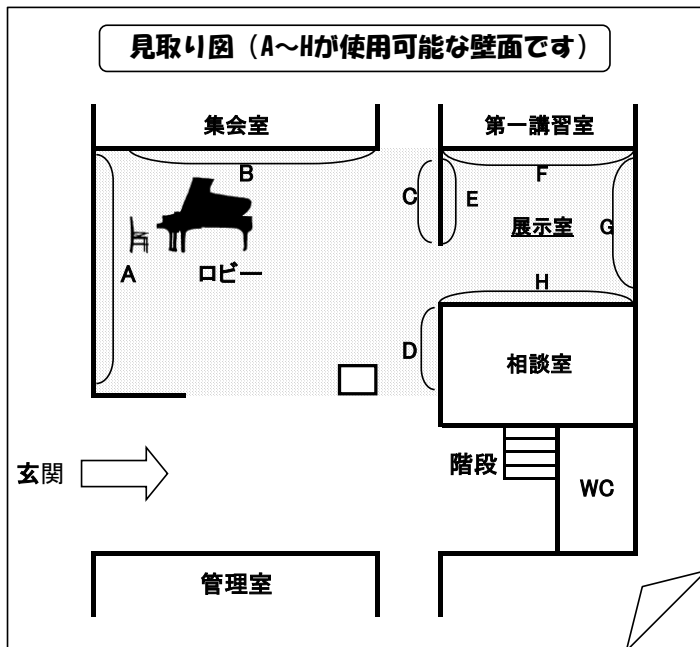 見取り図(A～Hが使用可能な壁面です)
集会室
第一講習室
B
F
C
E
展示室
G
A
ロビー
H
D
相談室
玄関
階段
WC
管理室